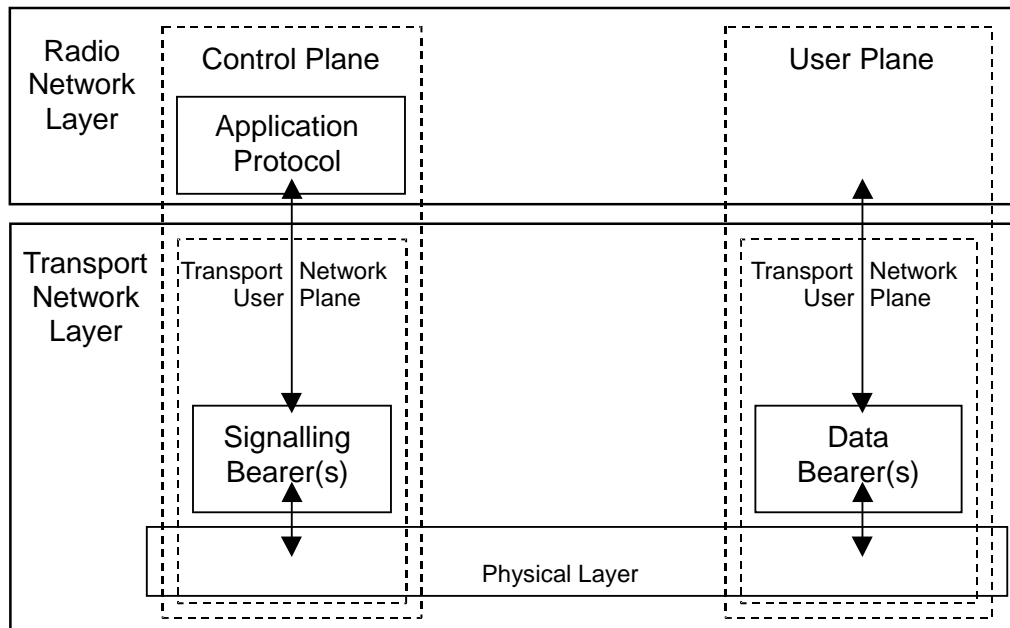 Radio
Network
Layer
Control Plane
User Plane
Application
Protocol
Transport
Network
Layer
Transport Network
User Plane
Transport Network
User Plane
Signalling
Bearer(s)
Data
Bearer(s)
Physical Layer